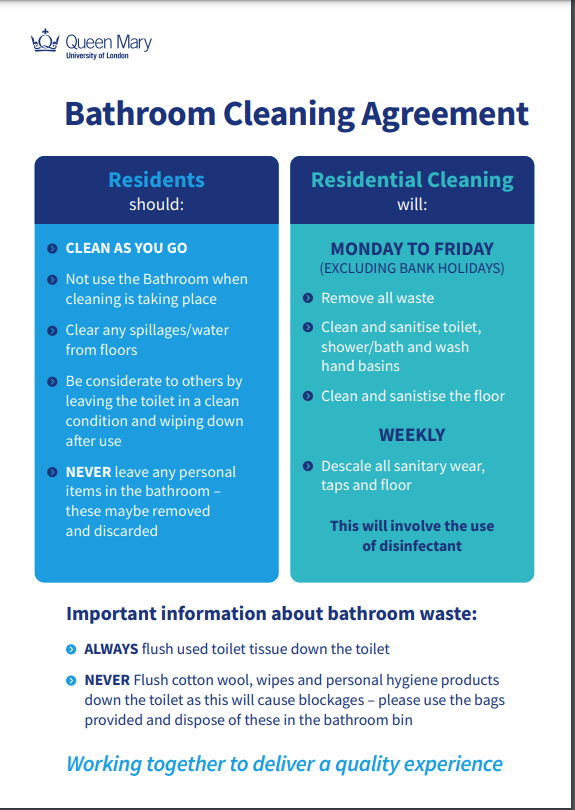 Queen Mary
University of London
Bathroom Cleaning Agreement
Residents
should:
CLEAN AS YOU GO
Not use the Bathroom when
cleaning is taking place
Clear any spillages/water
from floors
Be considerate to others by
leaving the toilet in a clean
condition and wiping down
after use
NEVER leave any personal
items in the bathroom –
these maybe removed
and discarded
Residential Cleaning
will:
MONDAY TO FRIDAY
(EXCLUDING BANK HOLIDAYS)
Remove all waste
Clean and sanitise toilet,
shower/bath and wash
hand basins
Clean and sanistise the floor
WEEKLY
Descale all sanitary wear,
taps and floor
This will involve the use
of disinfectant
Important information about bathroom waste:
ALWAYS flush used toilet tissue down the toilet
NEVER Flush cotton wool, wipes and personal hygiene products
down the toilet as this will cause blockages – please use the bags
provided and dispose of these in the bathroom bin
Working together to deliver a quality experience